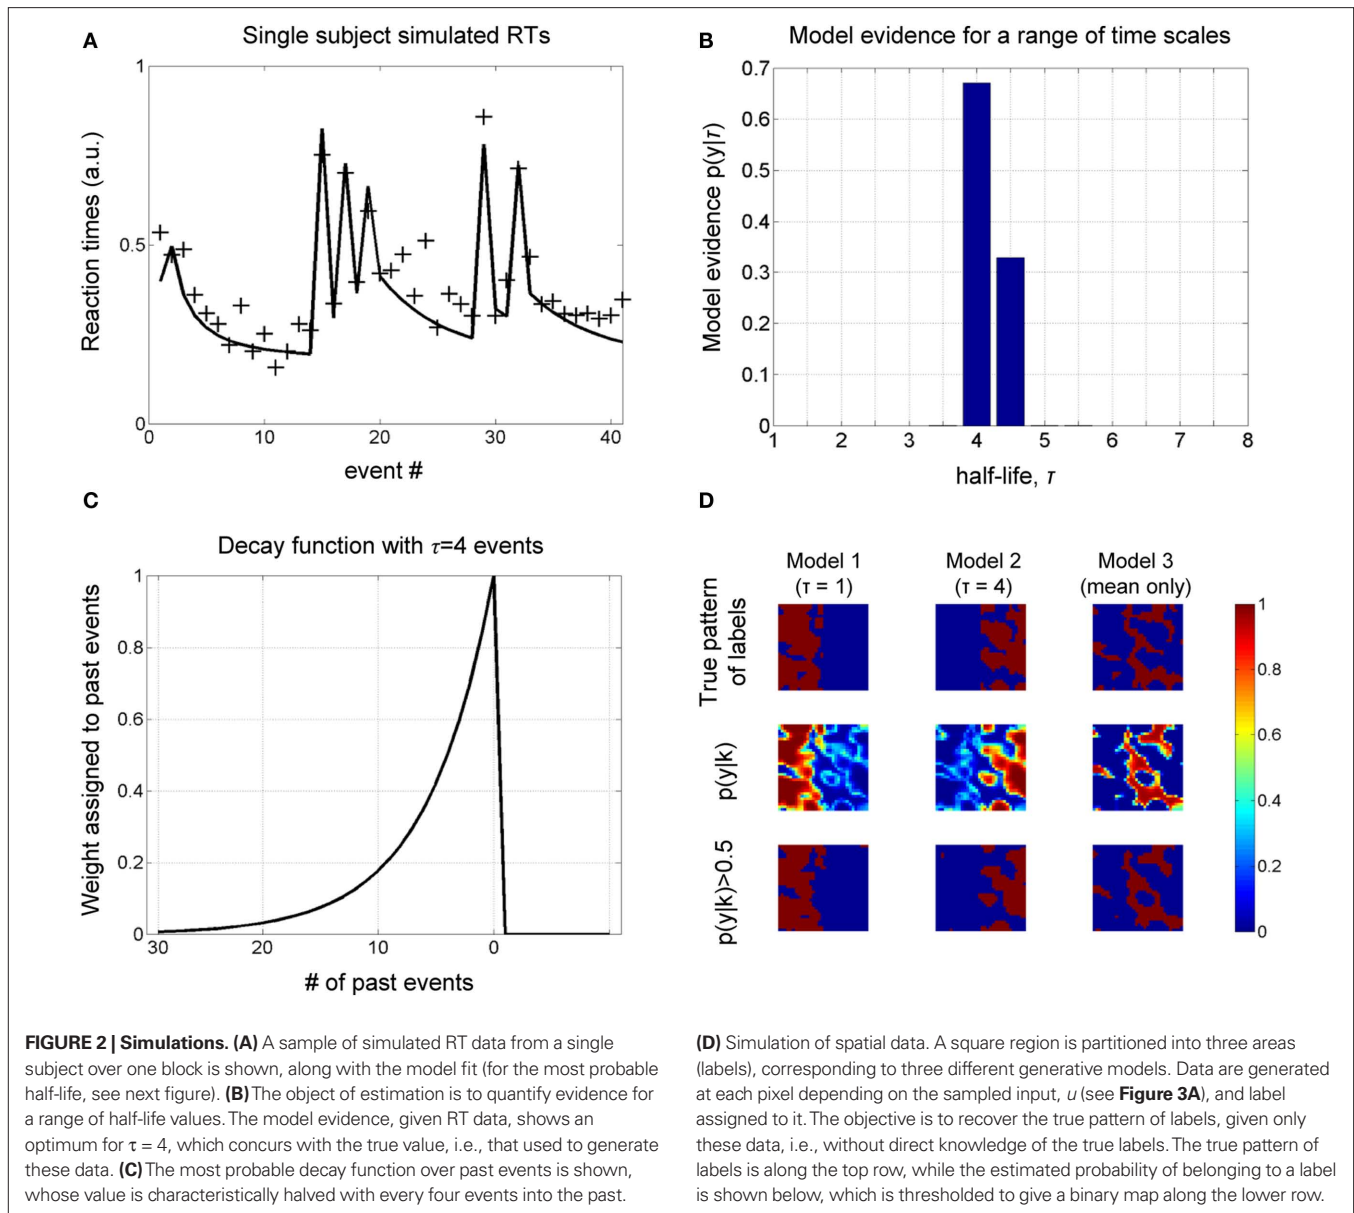 A
Single subject simulated RTs
1
0.5
0
Reaction times (a.u.)
0 10 20 30 40
event #
B
Model evidence for a range of time scales
0.7
0.6
0.5
0.4
0.3
0.2
0.1
0
Model evidence p(y|τ)
1 2 3 4 5 6 7 8
half-life, τ
C
Decay function with τ=4 events
1
0.8
0.6
0.4
0.2
0
Weight assigned to past events
30 20 10 0
# of past events
D
Model 1 Model 2 Model 3
(τ = 1) (τ = 4) (mean only)
True pattern
of labels
p(y|k)
p(y|k)>0.5
1
0.8
0.6
0.4
0.2
0
FIGURE 2 | Simulations. (A) A sample of simulated RT data from a single
subject over one block is shown, along with the model fit (for the most probable
half-life, see next figure). (B) The object of estimation is to quantify evidence for
a range of half-life values. The model evidence, given RT data, shows an
optimum for τ = 4, which concurs with the true value, i.e., that used to generate
these data. (C) The most probable decay function over past events is shown,
whose value is characteristically halved with every four events into the past.
(D) Simulation of spatial data. A square region is partitioned into three areas
(labels), corresponding to three different generative models. Data are generated
at each pixel depending on the sampled input, u (see Figure 3A), and label
assigned to it. The objective is to recover the true pattern of labels, given only
these data, i.e., without direct knowledge of the true labels. The true pattern of
labels is along the top row, while the estimated probability of belonging to a label
is shown below, which is thresholded to give a binary map along the lower row.